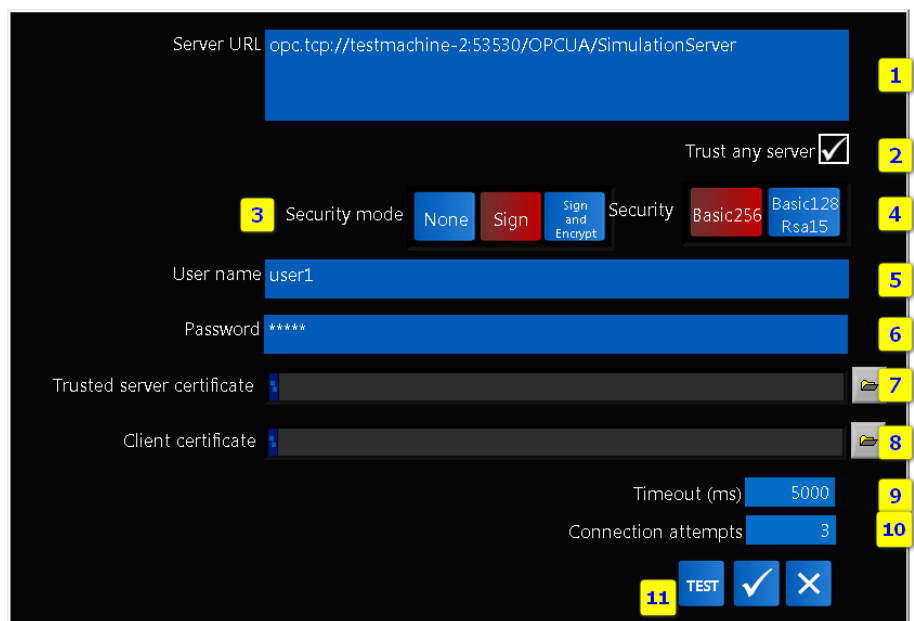 Server URL opc.tcp://testmachine-2:53530/OPCUA/SimulationServer
1
Trust any server
2
3 Security mode None Sign Sign and Encrypt Security Basic256 Basic128 Rsa15
4
User name user1
5
Password *****
6
Trusted server certificate
7
Client certificate
8
Timeout (ms) 5000
9
Connection attempts 3
10
11 TEST